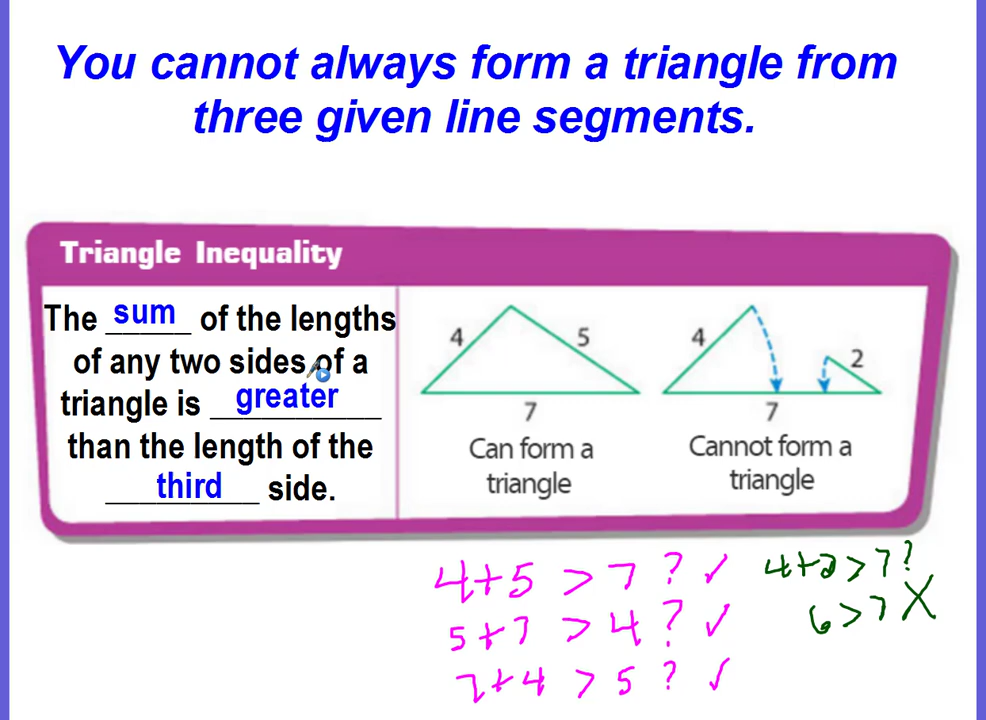 You cannot always form a triangle from
three given line segments.
Triangle Inequality
The sum of the lengths
of any two sides of a
triangle is greater
than the length of the
third side.
4
5
7
Can form a
triangle
4
2
7
Cannot form a
triangle
4+5 > 7 ? ✓
5+7 > 4 ? ✓
7+4 > 5 ? ✓
4+2 > 7 ?
6 > 7 X